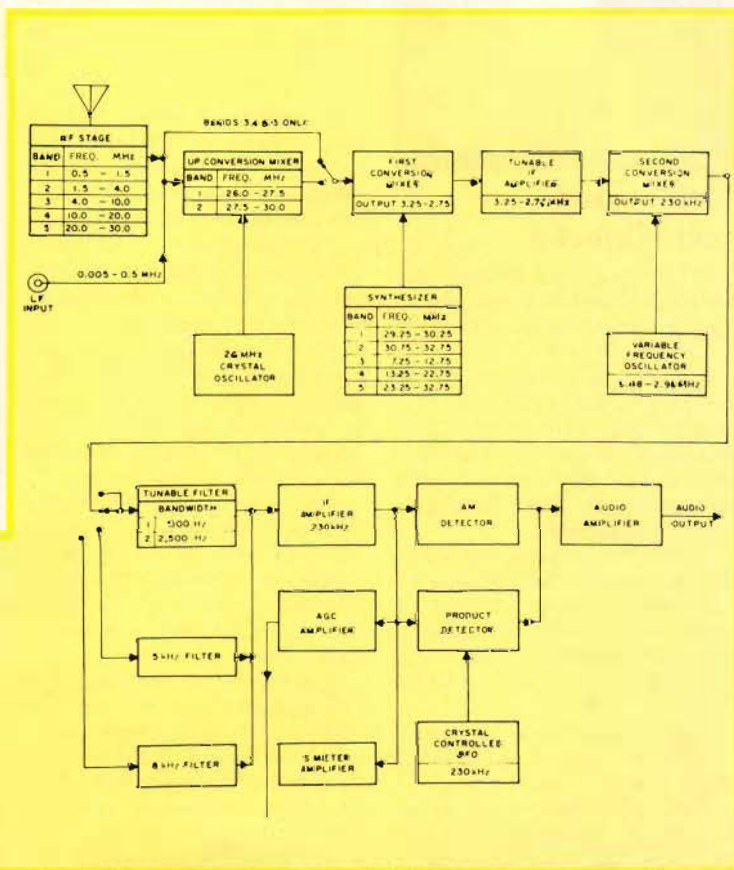 BANDS 3, 4 & 5 ONLY
RF STAGE
BAND FREQ. MHz
1 0.5 - 1.5
2 1.5 - 4.0
3 4.0 - 10.0
4 10.0 - 20.0
5 20.0 - 30.0
UP CONVERSION MIXER
BAND FREQ. MHz
1 26.0 - 27.5
2 27.5 - 30.0
FIRST
CONVERSION
MIXER
OUTPUT 3.25-2.75
TUNABLE
IF
AMPLIFIER
3.25-2.75 MHz
SECOND
CONVERSION
MIXER
OUTPUT 230 kHz
0.005 - 0.5 MHz
LF
INPUT
26 MHz
CRYSTAL
OSCILLATOR
SYNTHESIZER
BAND FREQ. MHz
1 29.25 - 30.25
2 30.75 - 32.75
3 7.25 - 12.75
4 13.25 - 22.75
5 23.25 - 32.75
VARIABLE
FREQUENCY
OSCILLATOR
TUNABLE FILTER
BANDWIDTH
1 500 Hz
2 2,500 Hz
IF
AMPLIFIER
230 kHz
AM
DETECTOR
AUDIO
AMPLIFIER
AUDIO
OUTPUT
AGC
AMPLIFIER
PRODUCT
DETECTOR
5 kHz FILTER
8 kHz FILTER
S METER
AMPLIFIER
CRYSTAL
CONTROLLED
BFO
230 kHz